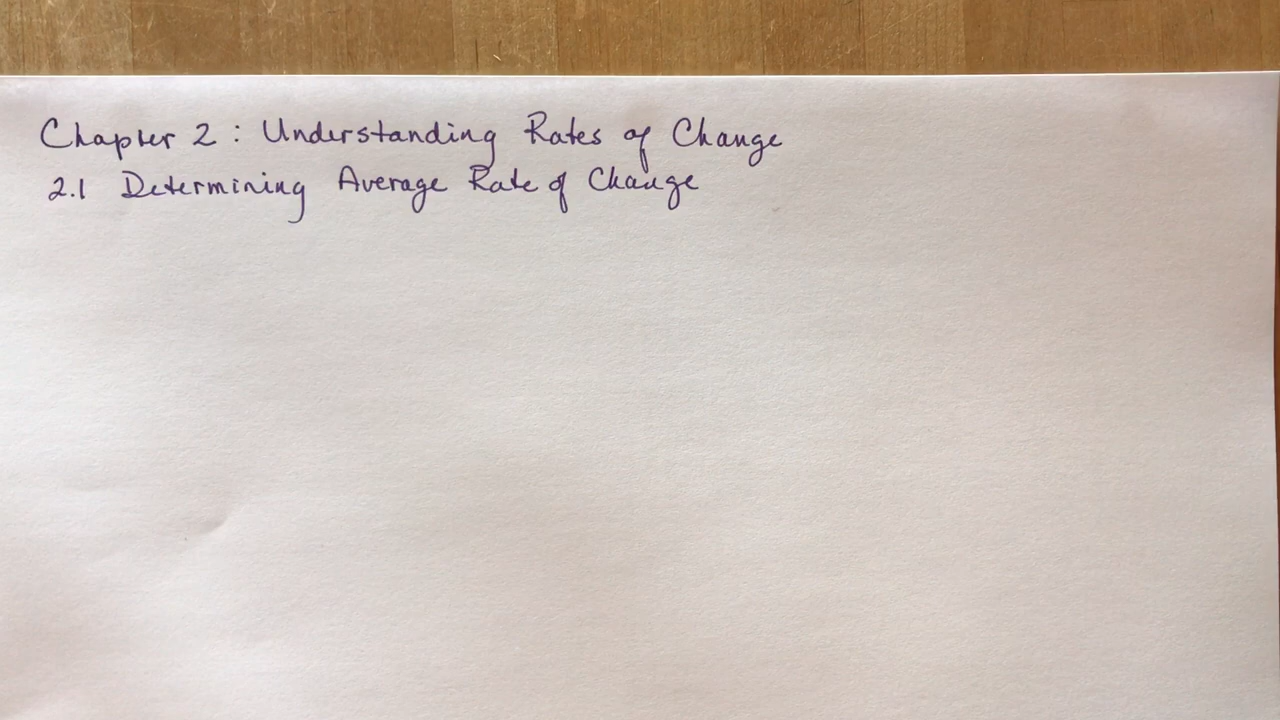 Chapter 2: Understanding Rates of Change
2.1 Determining Average Rate of Change